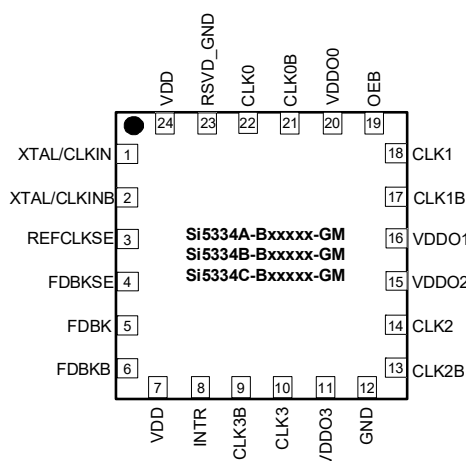 VDD
RSVD_GND
CLK0
CLK0B
VDDO0
OEB
24
23
22
21
20
19
XTAL/CLKIN 1
XTAL/CLKINB 2
REFCLKSE 3
FDBKSE 4
FDBK 5
FDBKB 6
Si5334A-Bxxxxx-GM
Si5334B-Bxxxxx-GM
Si5334C-Bxxxxx-GM
18 CLK1
17 CLK1B
16 VDDO1
15 VDDO2
14 CLK2
13 CLK2B
7
8
9
10
11
12
VDD
INTR
CLK3B
CLK3
VDDO3
GND